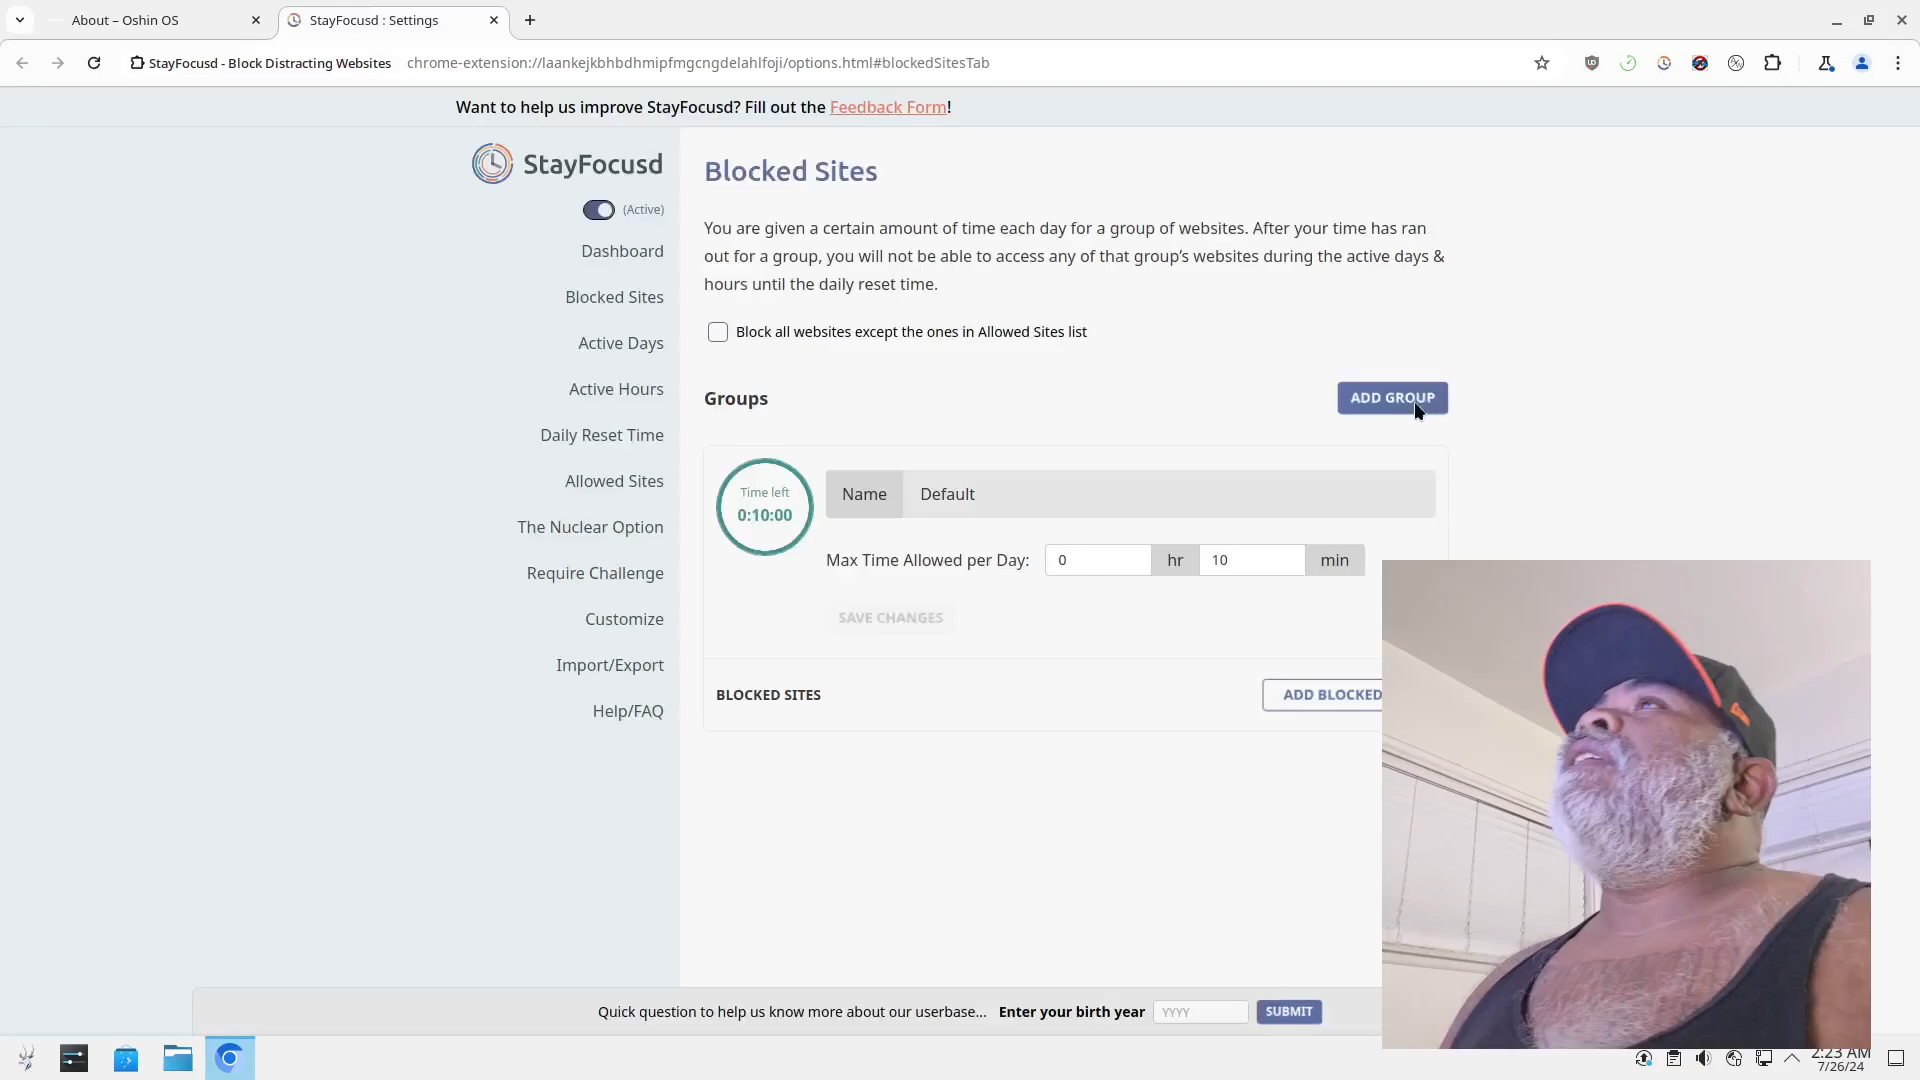 About – Oshin OS
StayFocusd : Settings
StayFocusd - Block Distracting Websites
chrome-extension://laankejkbhbdhmipfmgcngdelahlfoji/options.html#blockedSitesTab
Want to help us improve StayFocusd? Fill out the Feedback Form!
StayFocusd
(Active)
Dashboard
Blocked Sites
Active Days
Active Hours
Daily Reset Time
Allowed Sites
The Nuclear Option
Require Challenge
Customize
Import/Export
Help/FAQ
Blocked Sites
You are given a certain amount of time each day for a group of websites. After your time has ran
out for a group, you will not be able to access any of that group’s websites during the active days &
hours until the daily reset time.
Block all websites except the ones in Allowed Sites list
Groups
ADD GROUP
Time left
0:10:00
Name
Default
Max Time Allowed per Day:
0
hr
10
min
SAVE CHANGES
BLOCKED SITES
ADD BLOCKED
Quick question to help us know more about our userbase...
Enter your birth year
YYYY
SUBMIT
2:23 AM
7/26/24